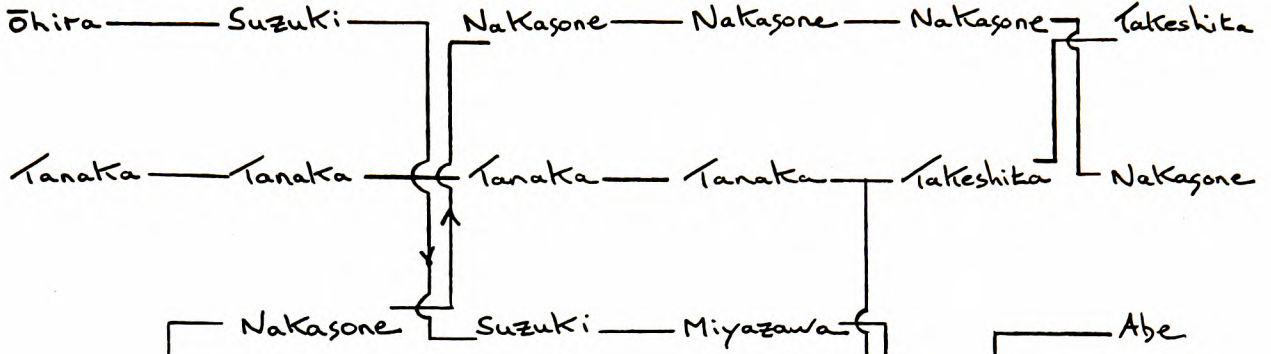 Ōhira Suzuki Nakasone Nakasone Nakasone Takeshita
Tanaka Tanaka Tanaka Tanaka Takeshita Nakasone
Nakasone Suzuki Miyazawa Abe